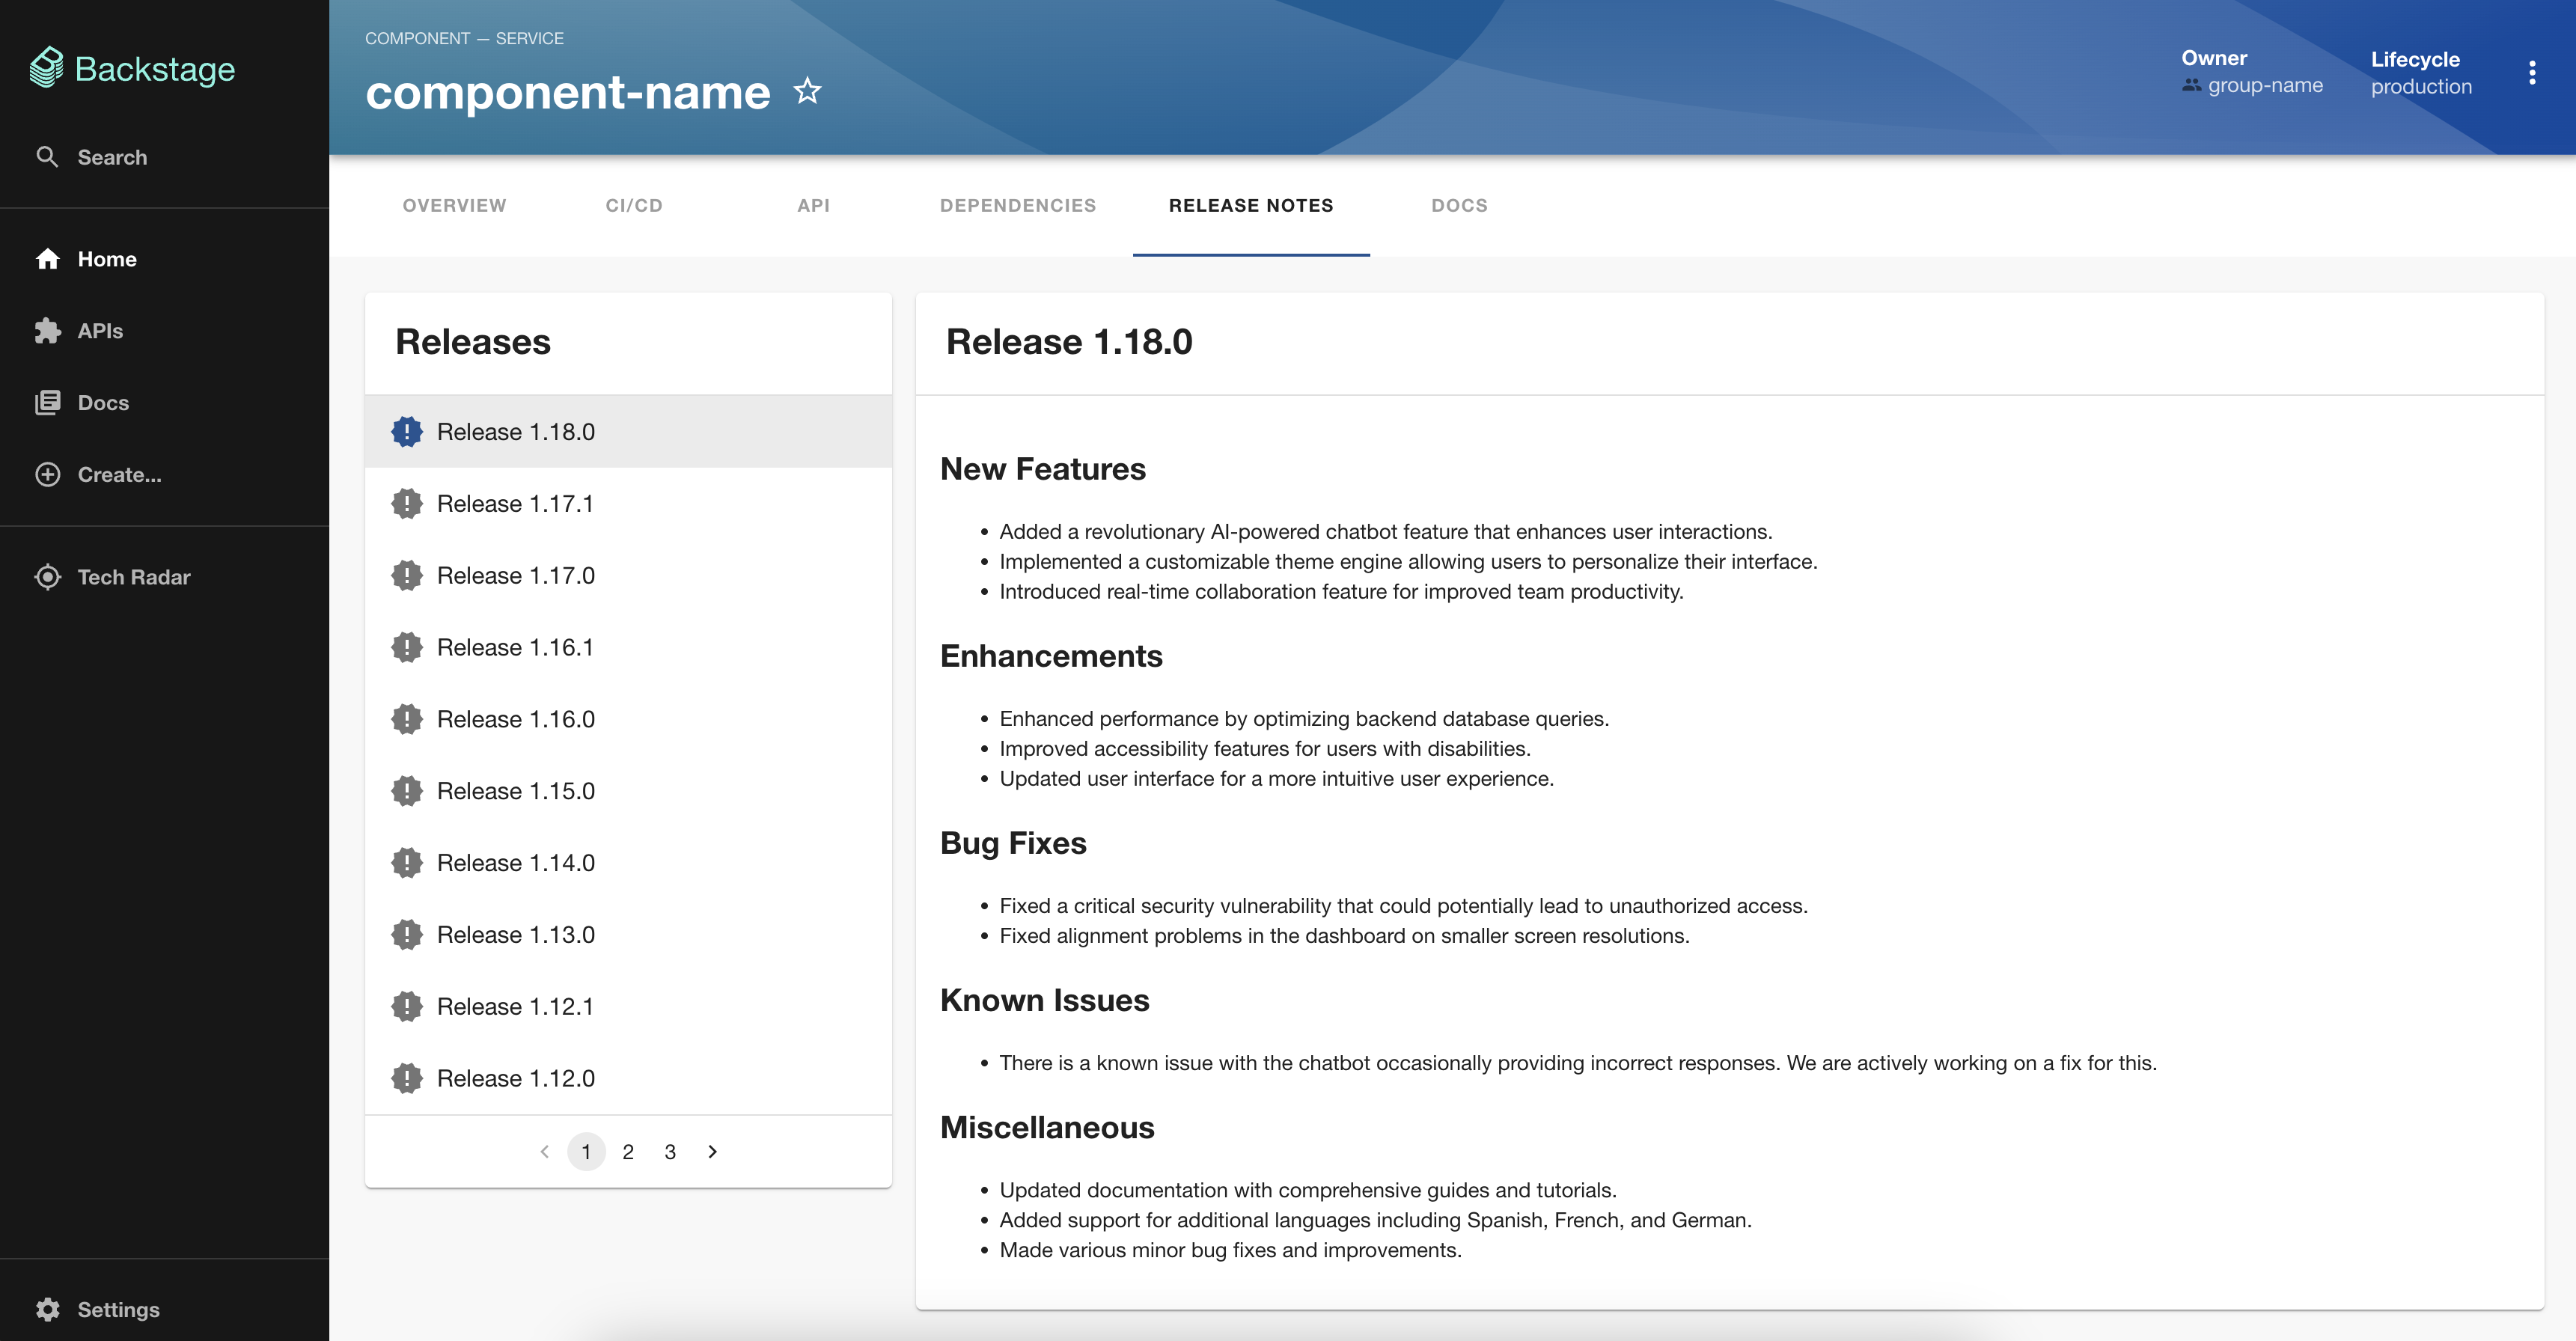 Backstage
Search
Home
APIs
Docs
Create...
Tech Radar
Settings
COMPONENT — SERVICE
component-name
Owner
group-name
Lifecycle
production
OVERVIEW
CI/CD
API
DEPENDENCIES
RELEASE NOTES
DOCS
Releases
Release 1.18.0
Release 1.17.1
Release 1.17.0
Release 1.16.1
Release 1.16.0
Release 1.15.0
Release 1.14.0
Release 1.13.0
Release 1.12.1
Release 1.12.0
1 2 3
Release 1.18.0
New Features
• Added a revolutionary AI-powered chatbot feature that enhances user interactions.
• Implemented a customizable theme engine allowing users to personalize their interface.
• Introduced real-time collaboration feature for improved team productivity.
Enhancements
• Enhanced performance by optimizing backend database queries.
• Improved accessibility features for users with disabilities.
• Updated user interface for a more intuitive user experience.
Bug Fixes
• Fixed a critical security vulnerability that could potentially lead to unauthorized access.
• Fixed alignment problems in the dashboard on smaller screen resolutions.
Known Issues
• There is a known issue with the chatbot occasionally providing incorrect responses. We are actively working on a fix for this.
Miscellaneous
• Updated documentation with comprehensive guides and tutorials.
• Added support for additional languages including Spanish, French, and German.
• Made various minor bug fixes and improvements.